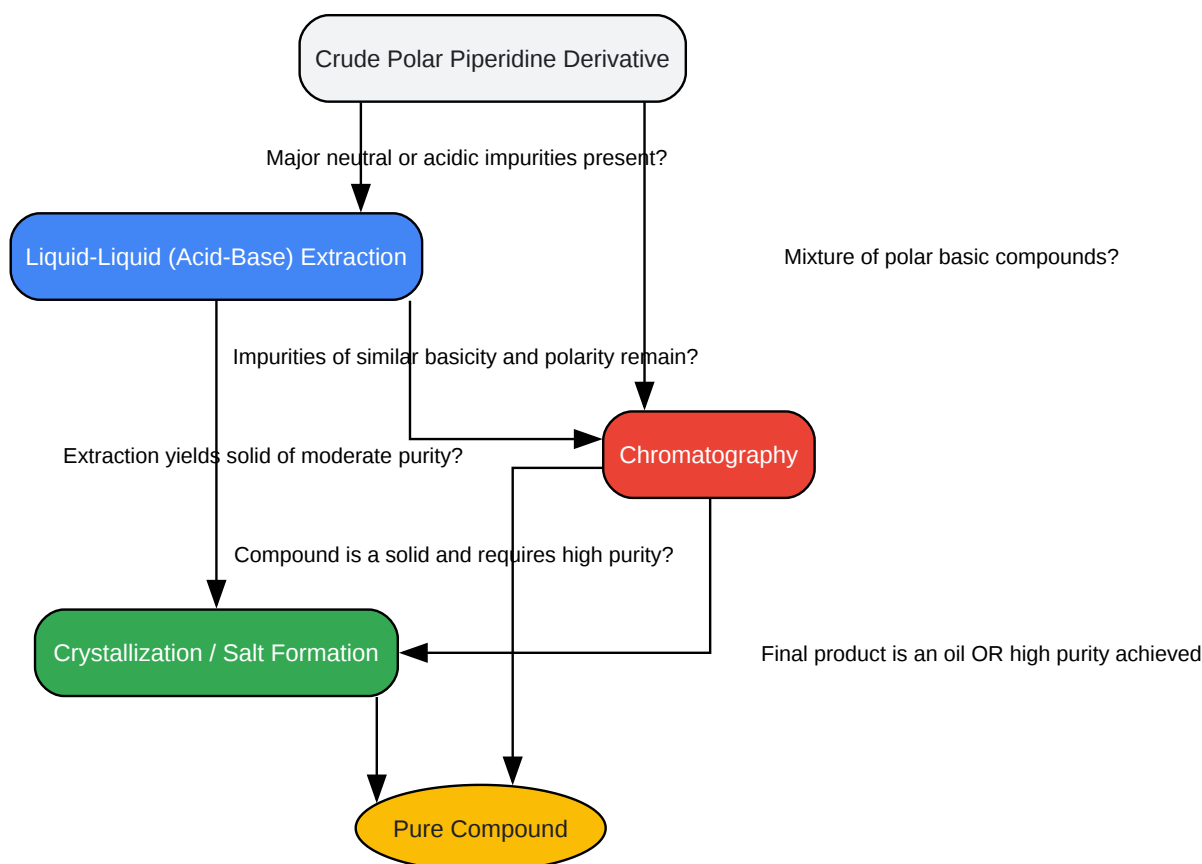 Crude Polar Piperidine Derivative
Major neutral or acidic impurities present?
Liquid-Liquid (Acid-Base) Extraction
Mixture of polar basic compounds?
Impurities of similar basicity and polarity remain?
Extraction yields solid of moderate purity?
Chromatography
Compound is a solid and requires high purity?
Crystallization / Salt Formation
Final product is an oil OR high purity achieved
Pure Compound